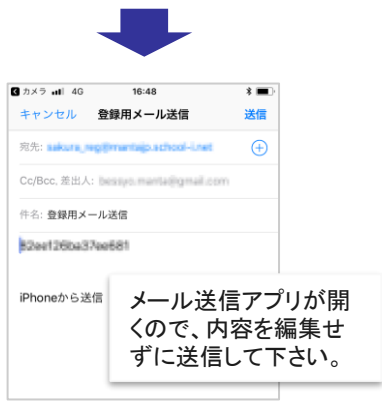 カメラ 4G 16:48
キャンセル 登録用メール送信 送信
宛先:
Cc/Bcc, 差出人:
件名: 登録用メール送信
iPhoneから送信
メール送信アプリが開
くので、内容を編集せ
ずに送信して下さい。